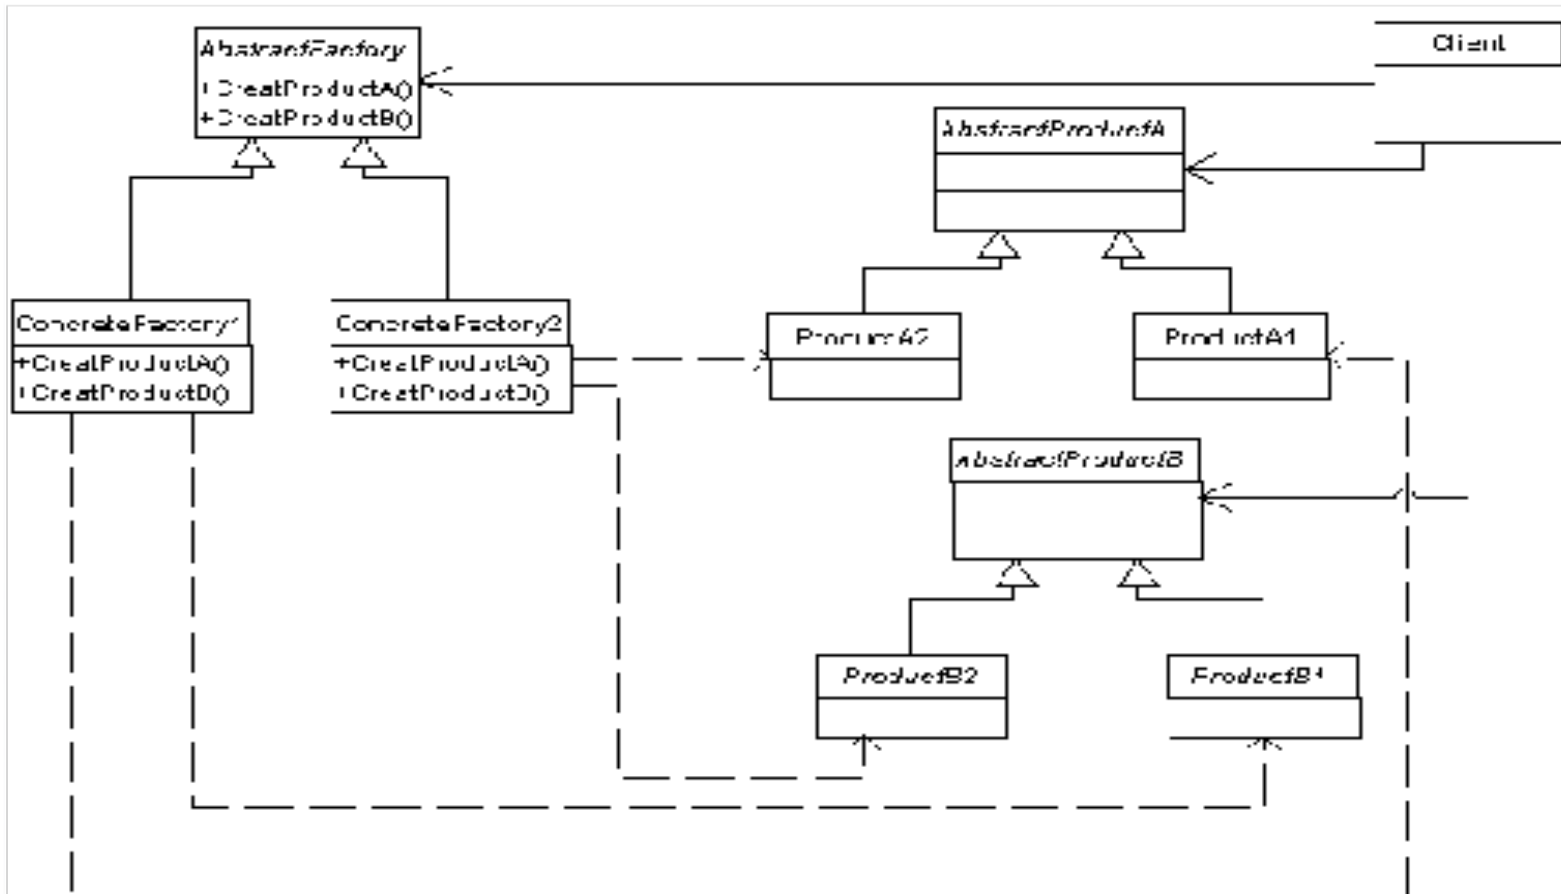 AbstractFactory
+CreatProductA()
+CreatProductB()
Client
AbstractProductA
ConcreteFactory1
+CreatProductA()
+CreatProductB()
ConcreteFactory2
+CreatProductA()
+CreatProductB()
ProductA2
ProductA1
AbstractProductB
ProductB2
ProductB1